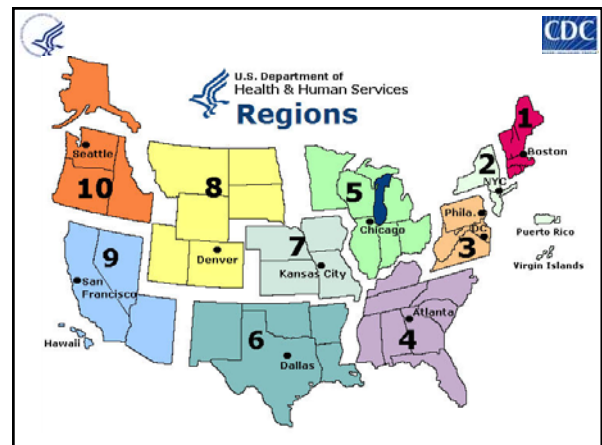 CDC
U.S. Department of
Health & Human Services
Regions
1
Boston
2
NYC
Seattle
10
8
5
Chicago
Phila.
DC
3
Puerto Rico
Virgin Islands
9
San
Francisco
Denver
7
Kansas City
Hawaii
6
Dallas
Atlanta
4